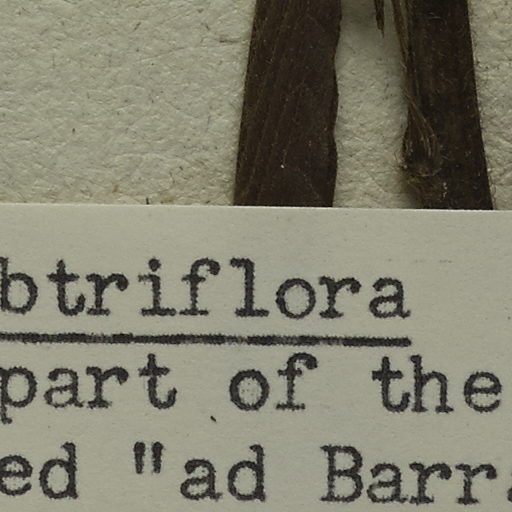 btriflora
part of the
ed "ad Barr